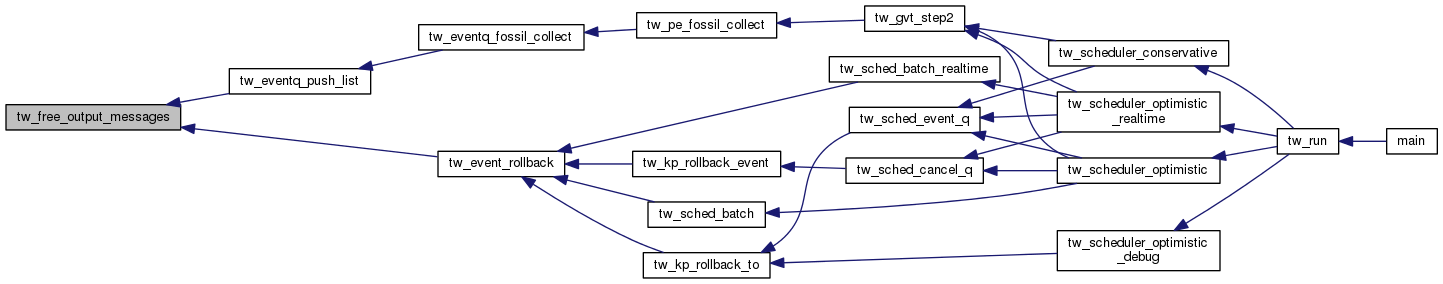 tw_free_output_messages
tw_eventq_push_list
tw_eventq_fossil_collect
tw_pe_fossil_collect
tw_gvt_step2
tw_scheduler_conservative
tw_sched_batch_realtime
tw_scheduler_optimistic
_realtime
tw_sched_event_q
tw_run
main
tw_event_rollback
tw_kp_rollback_event
tw_sched_cancel_q
tw_scheduler_optimistic
tw_sched_batch
tw_kp_rollback_to
tw_scheduler_optimistic
_debug